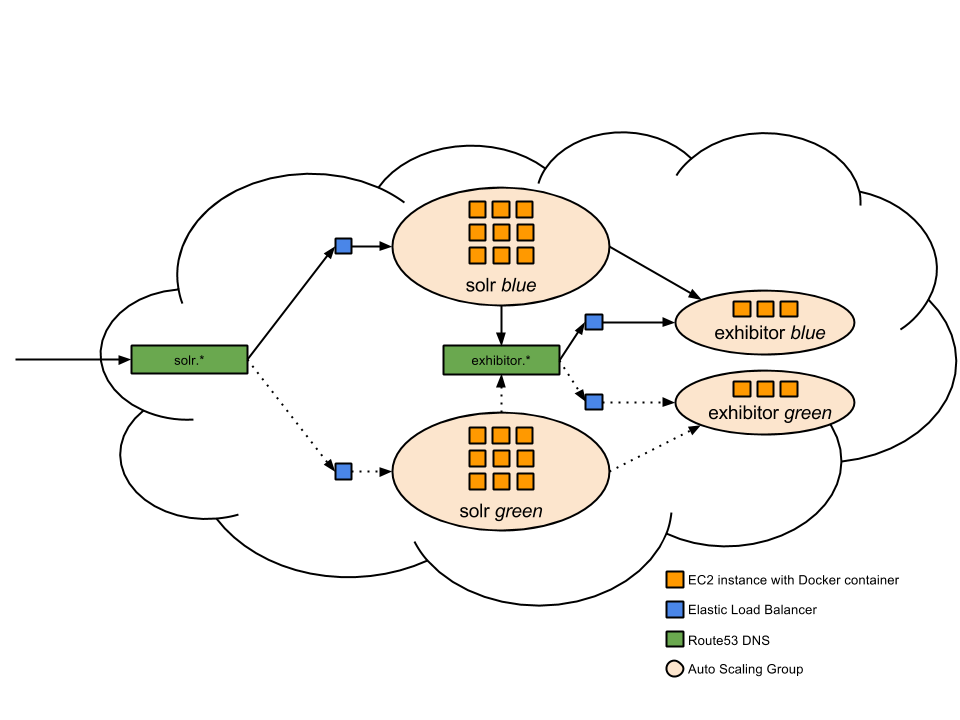 solr blue
exhibitor blue
solr.*
exhibitor.*
exhibitor green
solr green
EC2 instance with Docker container
Elastic Load Balancer
Route53 DNS
Auto Scaling Group